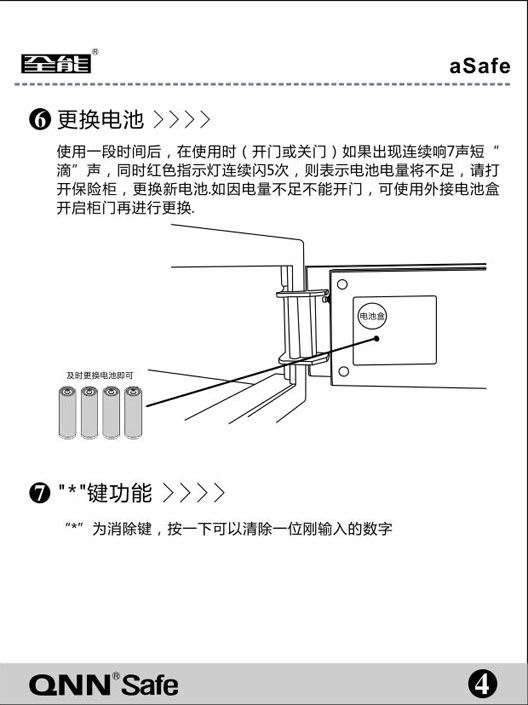 全能®
aSafe
❻ 更换电池 >>>>
使用一段时间后，在使用时（开门或关门）如果出现连续响7声短“
滴”声，同时红色指示灯连续闪5次，则表示电池电量将不足，请打
开保险柜，更换新电池.如因电量不足不能开门，可使用外接电池盒
开启柜门再进行更换.
电池盒
及时更换电池即可
❼ "*"键功能 >>>>
“*”为消除键，按一下可以清除一位刚输入的数字
QNN®Safe
4